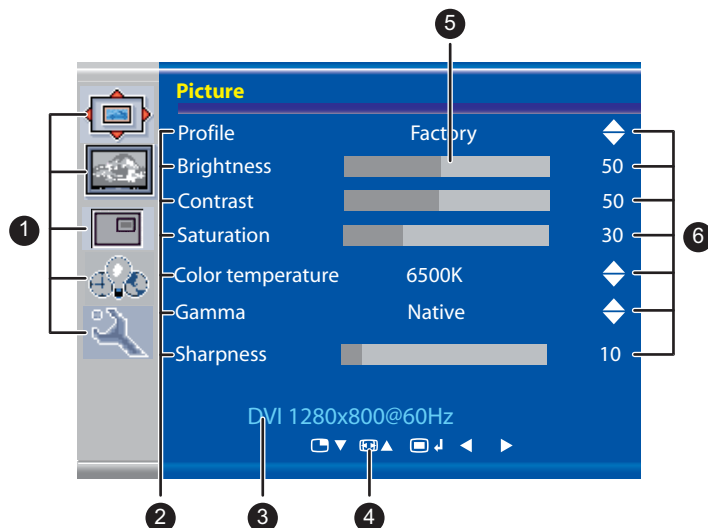 5
Picture
Profile Factory
Brightness 50
Contrast 50
1 Saturation 30 6
Color temperature 6500K
Gamma Native
Sharpness 10
DVI 1280x800@60Hz
2 3 4